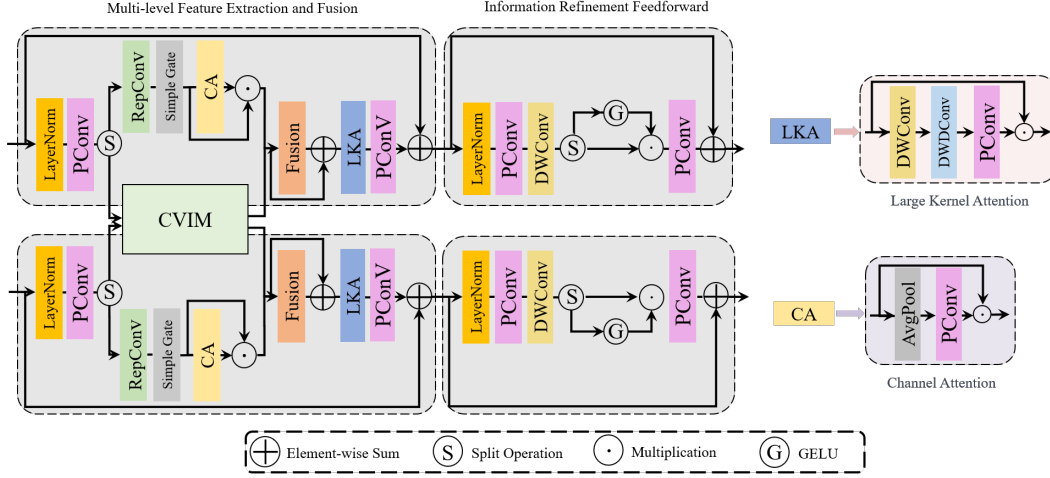 Multi-level Feature Extraction and Fusion
Information Refinement Feedforward
LayerNorm
PConv
S
RepConv
Simple Gate
CA
Fusion
LKA
PConV
LayerNorm
PConv
DWConv
S
G
PConv
LKA
DWConv
DWDConv
PConv
Large Kernel Attention
CVIM
LayerNorm
PConv
S
RepConv
Simple Gate
CA
Fusion
LKA
PConV
LayerNorm
PConv
DWConv
S
G
PConv
CA
AvgPool
PConv
Channel Attention
Element-wise Sum
S Split Operation
Multiplication
G GELU